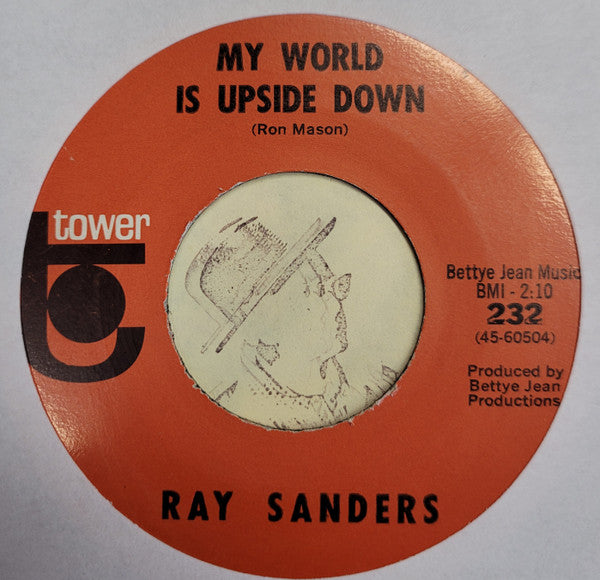 MY WORLD
IS UPSIDE DOWN
(Ron Mason)
tower
Bettye Jean Music
BMI - 2:10
232
(45-60504)
Produced by
Bettye Jean
Productions
RAY SANDERS